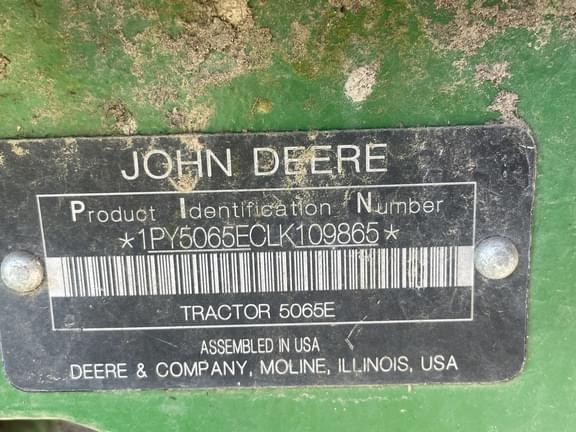 JOHN DEERE
Product Identification Number
*1PY5065ECLK109865*
TRACTOR 5065E
ASSEMBLED IN USA
DEERE & COMPANY, MOLINE, ILLINOIS, USA